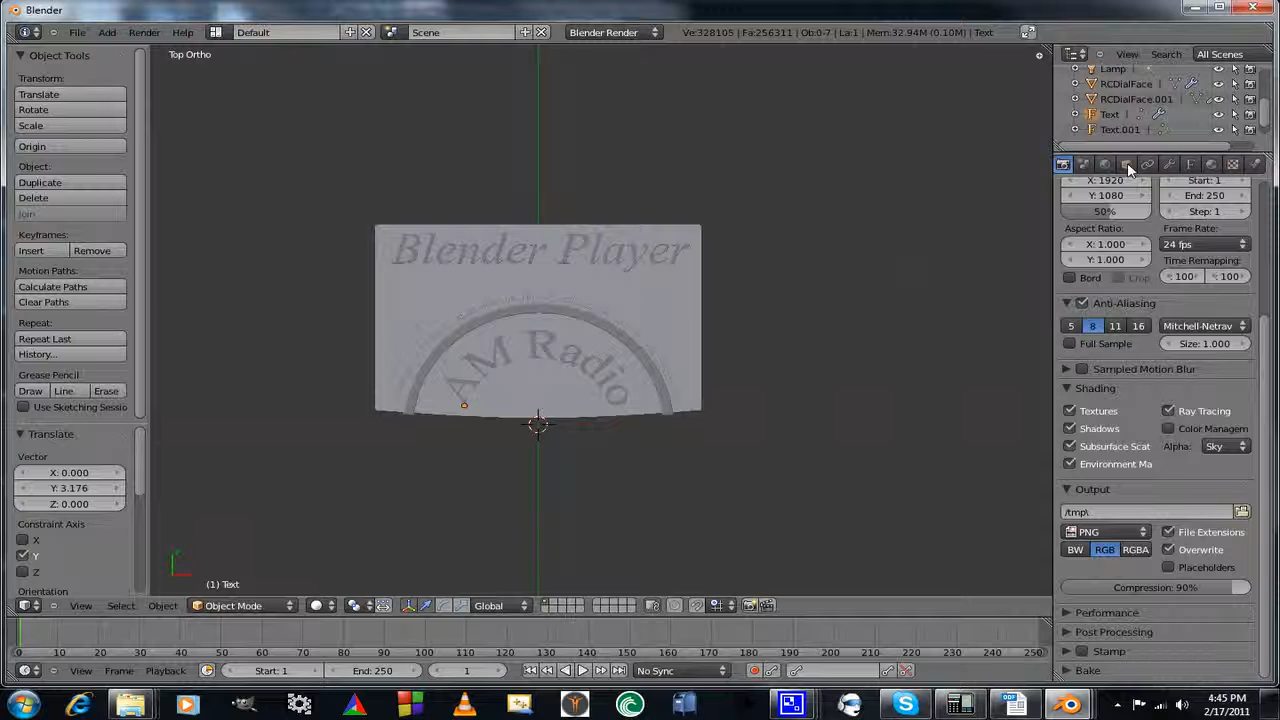 Blender
File Add Render Help Default Scene Blender Render Ve:328105 | Fa:256311 | Ob:0-7 | La:1 | Mem:32.94M (0.10M) | Text View Search All Scenes
Object Tools
Transform:
Translate
Rotate
Scale
Origin
Object:
Duplicate
Delete
Join
Keyframes:
Insert Remove
Motion Paths:
Calculate Paths
Clear Paths
Repeat:
Repeat Last
History...
Grease Pencil
Draw Line Erase
Use Sketching Sessio
Translate
Vector
X: 0.000
Y: 3.176
Z: 0.000
Constraint Axis
X
Y
Z
Orientation
Top Ortho
Blender Player
AM Radio
(1) Text
Lamp
RCDialFace
RCDialFace.001
Text
Text.001
X: 1920 Start: 1
Y: 1080 End: 250
50% Step: 1
Aspect Ratio: Frame Rate:
X: 1.000 24 fps
Y: 1.000 Time Remapping:
Bord Crop : 100 : 100
Anti-Aliasing
5 8 11 16 Mitchell-Netrav
Full Sample Size: 1.000
Sampled Motion Blur
Shading
Textures Ray Tracing
Shadows Color Managem
Subsurface Scat Alpha: Sky
Environment Ma
Output
/tmp\
PNG File Extensions
BW RGB RGBA Overwrite
Placeholders
Compression: 90%
Performance
Post Processing
Stamp
Bake
View Select Object Object Mode Global
0 10 20 30 40 50 60 70 80 90 100 110 120 130 140 150 160 170 180 190 200 210 220 230 240 250
View Frame Playback Start: 1 End: 250 1 No Sync
4:45 PM
2/17/2011